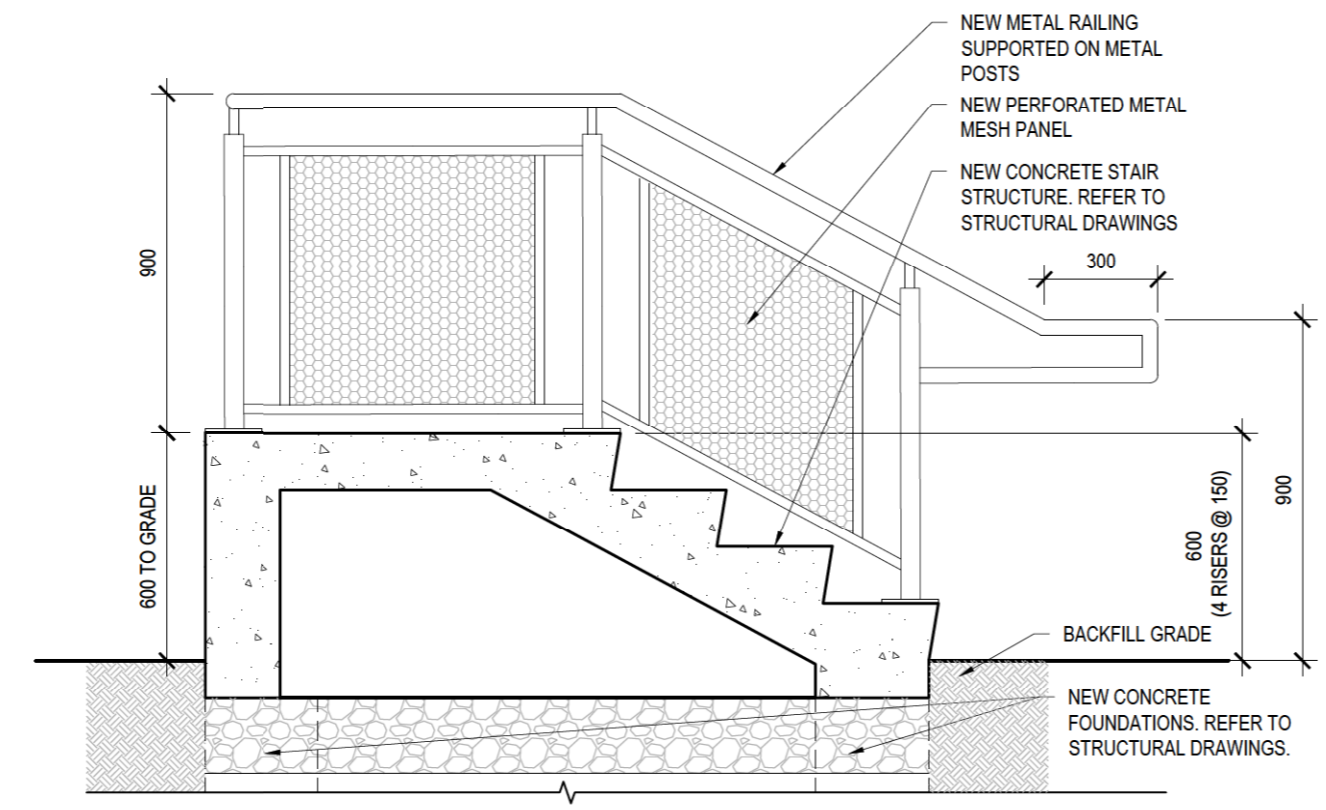 NEW METAL RAILING
SUPPORTED ON METAL
POSTS
NEW PERFORATED METAL
MESH PANEL
NEW CONCRETE STAIR
STRUCTURE. REFER TO
STRUCTURAL DRAWINGS
300
900
600 TO GRADE
600
(4 RISERS @ 150)
900
BACKFILL GRADE
NEW CONCRETE
FOUNDATIONS. REFER TO
STRUCTURAL DRAWINGS.